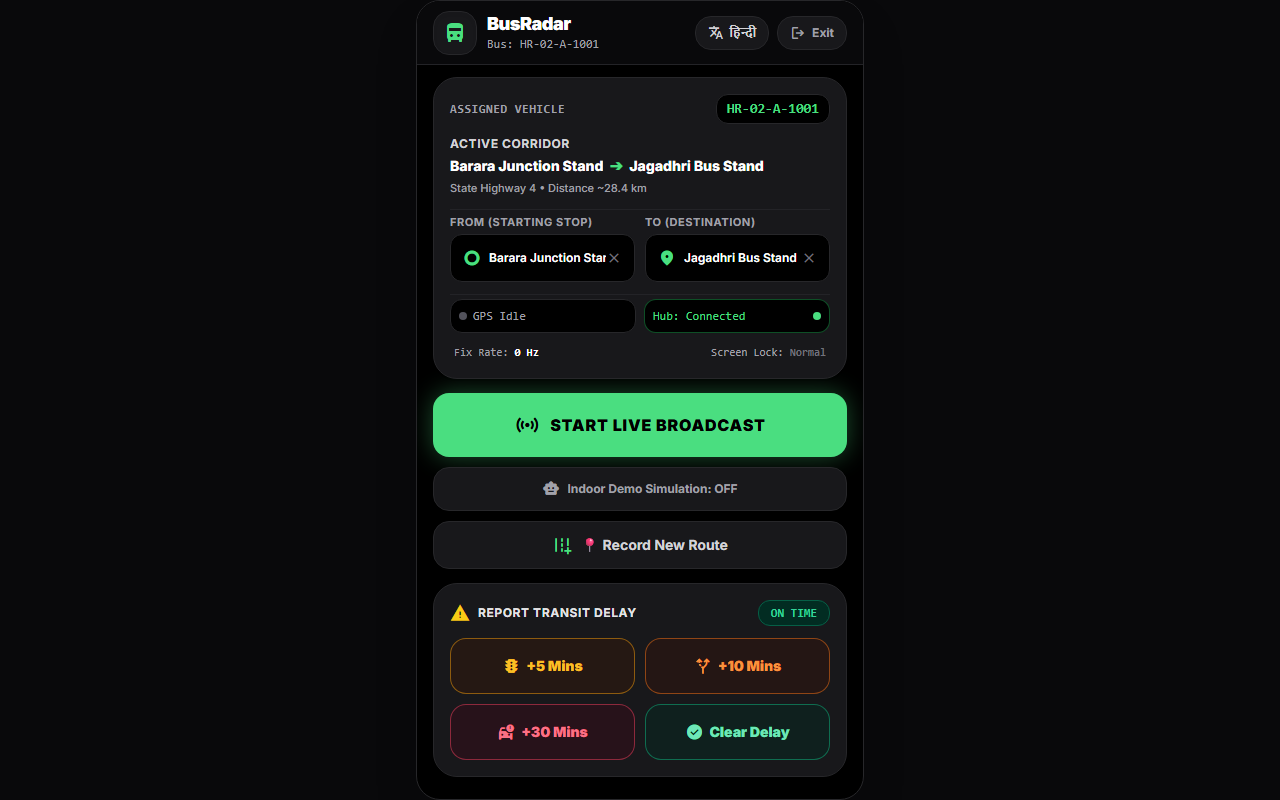 BusRadar
Bus: HR-02-A-1001
हिन्दी
Exit
ASSIGNED VEHICLE
HR-02-A-1001
ACTIVE CORRIDOR
Barara Junction Stand ➔ Jagadhri Bus Stand
State Highway 4 • Distance ~28.4 km
FROM (STARTING STOP)
TO (DESTINATION)
Barara Junction Star
Jagadhri Bus Stand
GPS Idle
Hub: Connected
Fix Rate: 0 Hz
Screen Lock: Normal
START LIVE BROADCAST
Indoor Demo Simulation: OFF
📍 Record New Route
REPORT TRANSIT DELAY
ON TIME
+5 Mins
+10 Mins
+30 Mins
Clear Delay